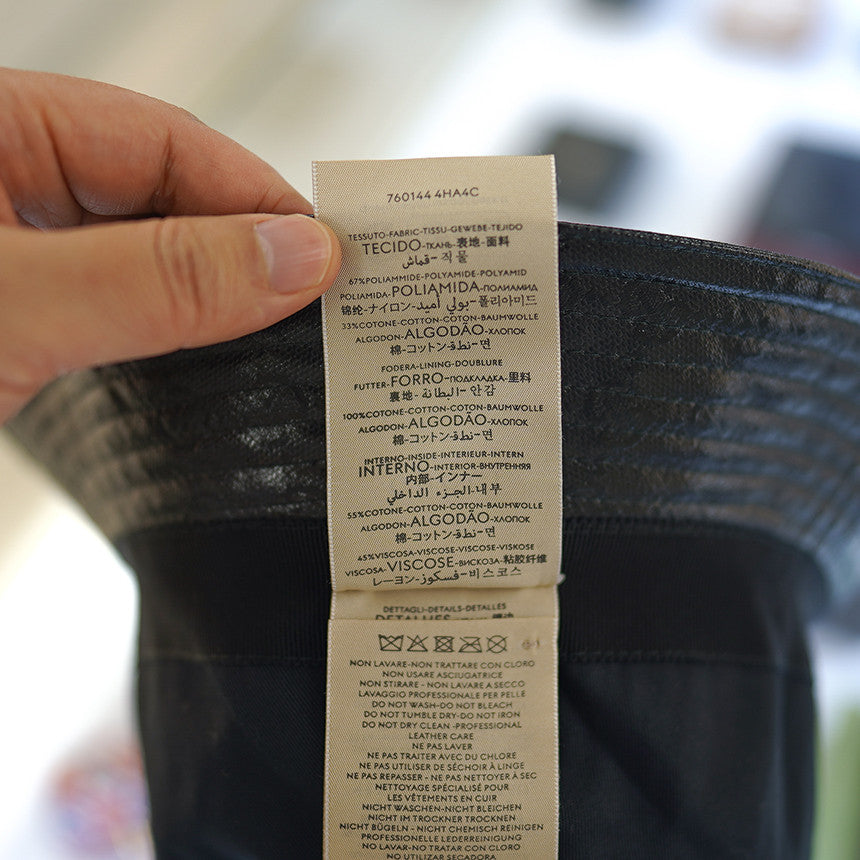 760144 4HA4C
TESSUTO-FABRIC-TISSU-GEWEBE-TEJIDO
TECIDO-ТКАНЬ-表地-面料
قماش-직물
67%POLIAMMIDE-POLYAMIDE-POLYAMID
POLIAMIDA-POLIAMIDA-ПОЛИАМИД
锦纶-ナイロン-بولي أميد-폴리아미드
33%COTONE-COTTON-COTON-BAUMWOLLE
ALGODON-ALGODÃO-ХЛОПОК
棉-コットン-قطن-면
FODERA-LINING-DOUBLURE
FUTTER-FORRO-ПОДКЛАДКА-里料
裏地-البطانة-안감
100%COTONE-COTTON-COTON-BAUMWOLLE
ALGODON-ALGODÃO-ХЛОПОК
棉-コットン-قطن-면
INTERNO-INSIDE-INTERIEUR-INTERN
INTERNO-INTERIOR-ВНУТРЕННЯЯ
内部-インナー
الجزء الداخلي-내부
55%COTONE-COTTON-COTON-BAUMWOLLE
ALGODON-ALGODÃO-ХЛОПОК
棉-コットン-قطن-면
45%VISCOSA-VISCOSE-VISCOSE-VISKOSE
VISCOSA-VISCOSE-ВИСКОЗА-粘胶纤维
レーヨン-فسكوز-비스코스
DETTAGLI-DETAILS-DETALLES
DETALHES
NON LAVARE-NON TRATTARE CON CLORO
NON USARE ASCIUGATRICE
NON STIRARE - NON LAVARE A SECCO
LAVAGGIO PROFESSIONALE PER PELLE
DO NOT WASH-DO NOT BLEACH
DO NOT TUMBLE DRY-DO NOT IRON
DO NOT DRY CLEAN -PROFESSIONAL
LEATHER CARE
NE PAS LAVER
NE PAS TRAITER AVEC DU CHLORE
NE PAS UTILISER DE SÉCHOIR À LINGE
NE PAS REPASSER - NE PAS NETTOYER À SEC
NETTOYAGE SPÉCIALISÉ POUR
LES VÊTEMENTS EN CUIR
NICHT WASCHEN-NICHT BLEICHEN
NICHT IM TROCKNER TROCKNEN
NICHT BÜGELN - NICHT CHEMISCH REINIGEN
PROFESSIONELLE LEDERREINIGUNG
NO LAVAR-NO TRATAR CON CLORO
NO UTILIZAR SECADORA